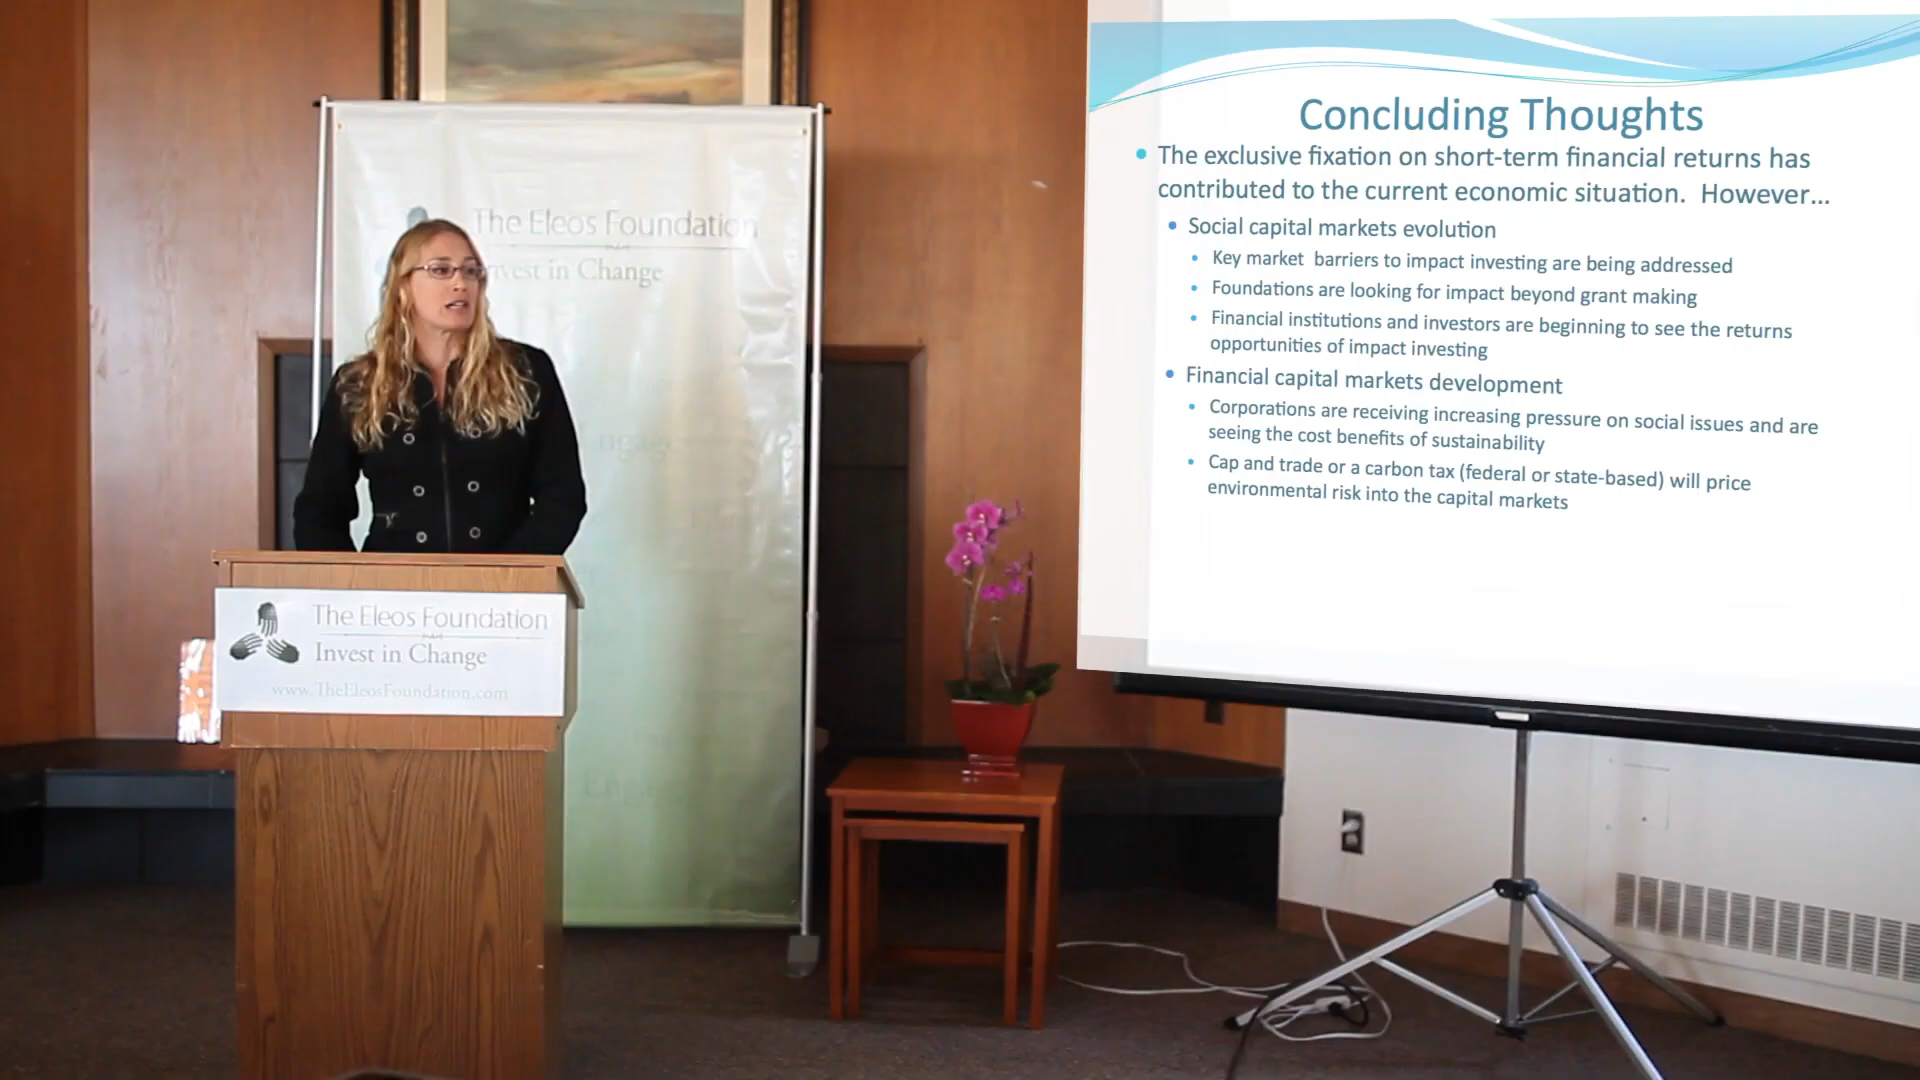 The Eleos Foundation
Invest in Change
Engage
The Eleos Foundation
Invest in Change
www.TheEleosFoundation.com
Concluding Thoughts
The exclusive fixation on short-term financial returns has
contributed to the current economic situation. However...
Social capital markets evolution
Key market barriers to impact investing are being addressed
Foundations are looking for impact beyond grant making
Financial institutions and investors are beginning to see the returns
opportunities of impact investing
Financial capital markets development
Corporations are receiving increasing pressure on social issues and are
seeing the cost benefits of sustainability
Cap and trade or a carbon tax (federal or state-based) will price
environmental risk into the capital markets